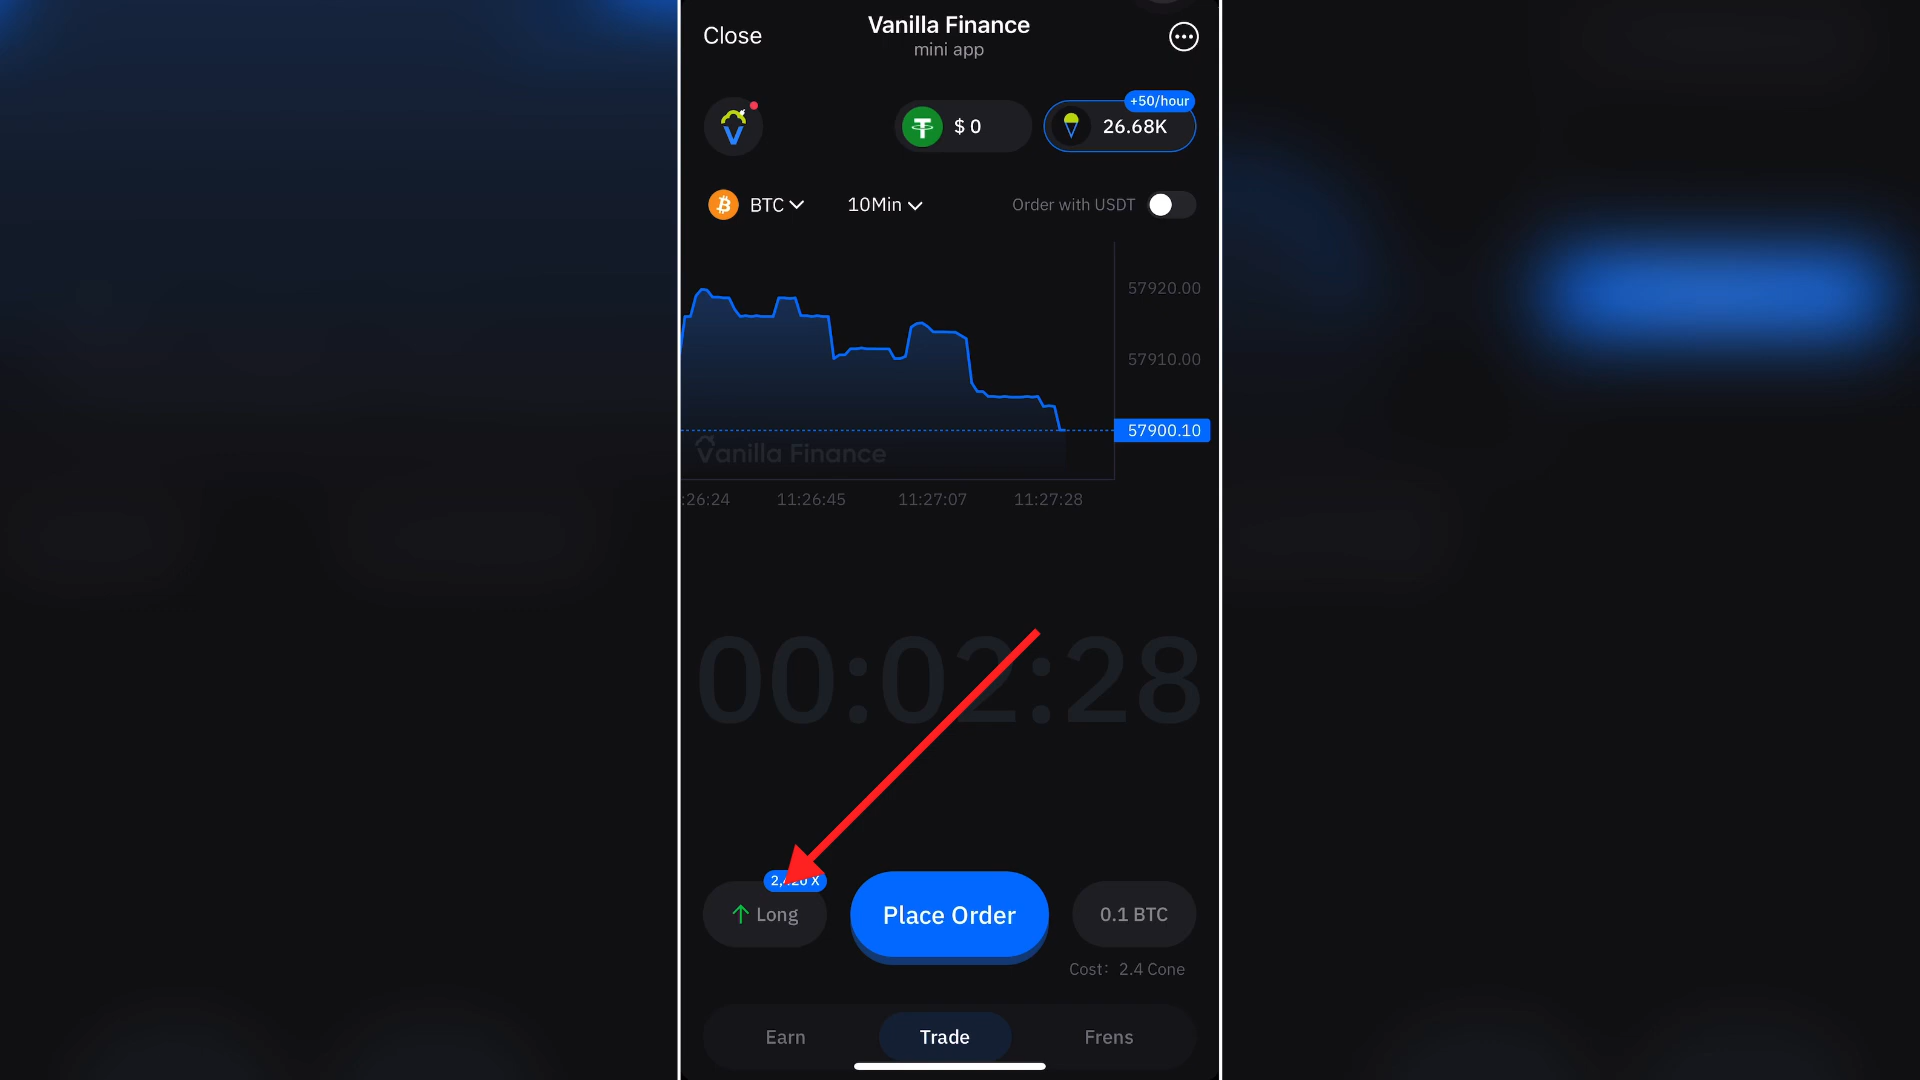 Close
Vanilla Finance
mini app
+50/hour
$ 0
26.68K
BTC
10Min
Order with USDT
57920.00
57910.00
57900.10
Vanilla Finance
:26:24
11:26:45
11:27:07
11:27:28
00:02:28
Long
Place Order
0.1 BTC
Cost: 2.4 Cone
Earn
Trade
Frens